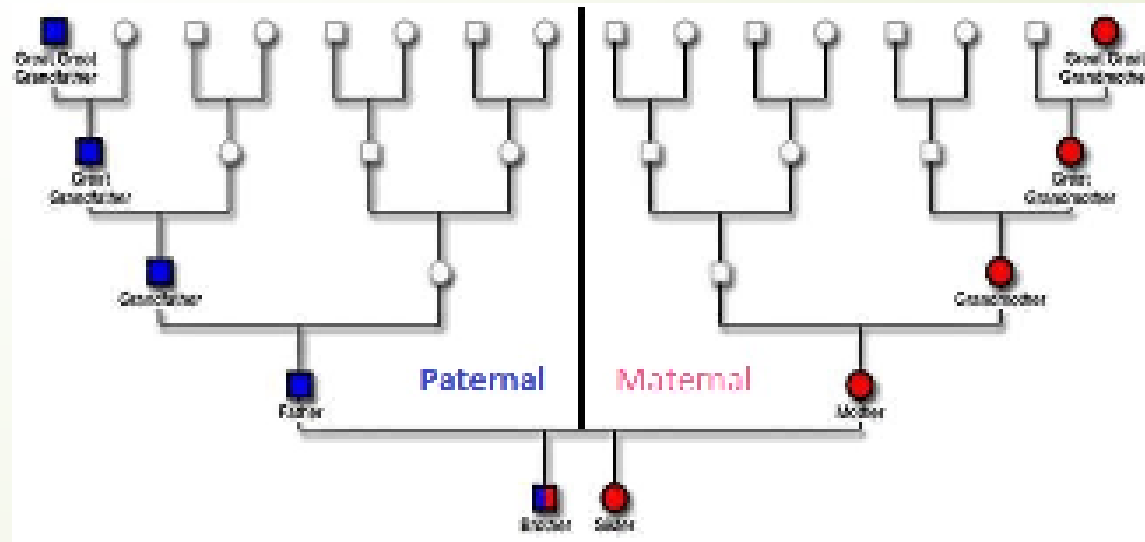 Great Great
Grandfather
Great Great
Grandmother
Great
Grandfather
Great
Grandmother
Grandfather
Grandmother
Paternal
Maternal
Father
Mother
Brother
Sister